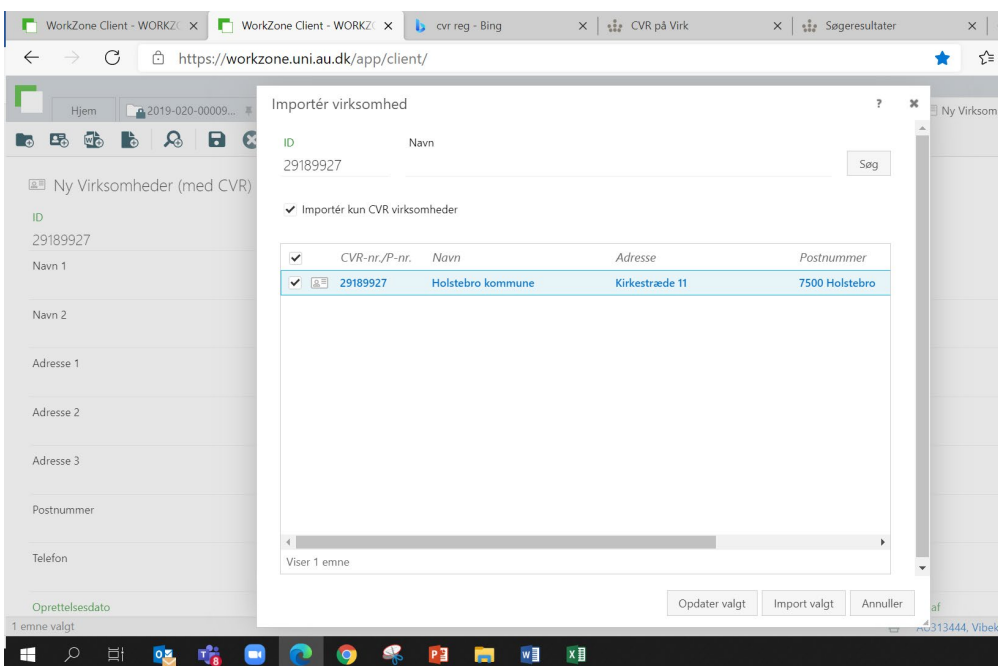 WorkZone Client - WORKZ
WorkZone Client - WORKZ
cvr reg - Bing
CVR på Virk
Søgeresultater
https://workzone.uni.au.dk/app/client/
Hjem
2019-020-00009...
Ny Virksom
Importér virksomhed
?
ID
Navn
29189927
Søg
Importér kun CVR virksomheder
CVR-nr./P-nr. Navn Adresse Postnummer
29189927 Holstebro kommune Kirkestræde 11 7500 Holstebro
Viser 1 emne
Opdater valgt Import valgt Annuller
Ny Virksomheder (med CVR)
ID
29189927
Navn 1
Navn 2
Adresse 1
Adresse 2
Adresse 3
Postnummer
Telefon
Oprettelsesdato
af
1 emne valgt
AU313444, Vibek
8